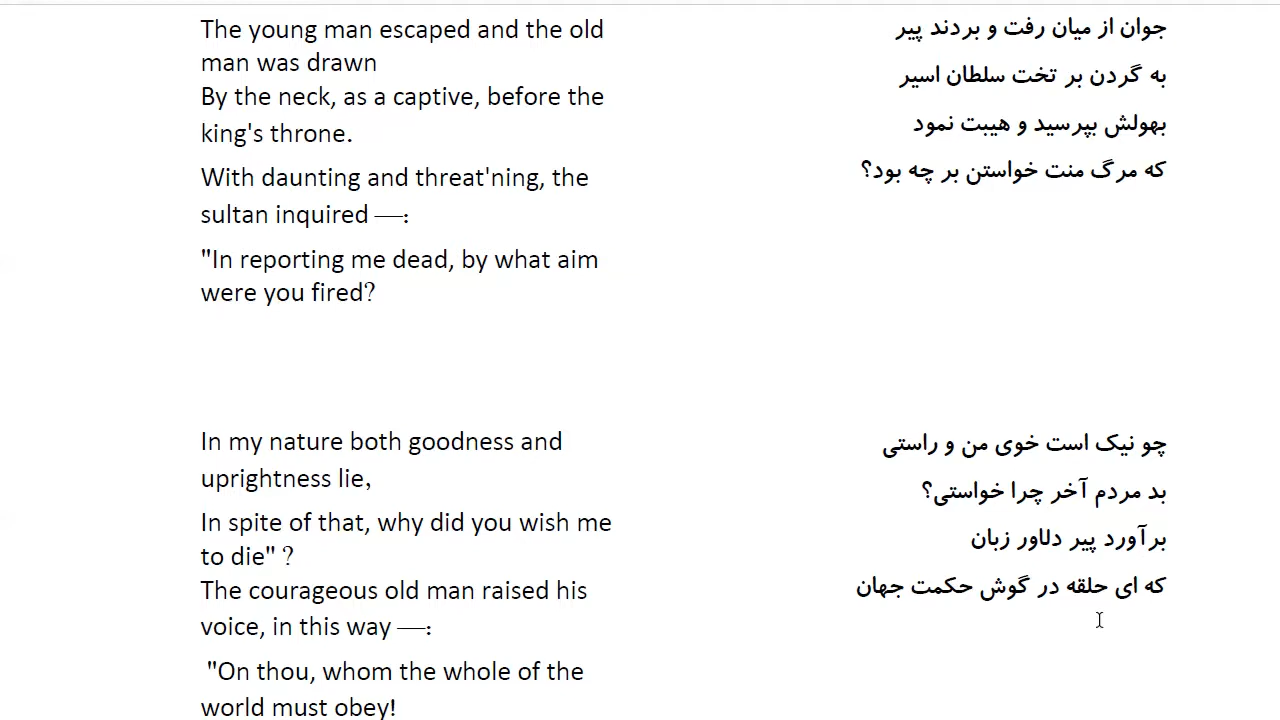 The young man escaped and the old
man was drawn
By the neck, as a captive, before the
king's throne.
With daunting and threat'ning, the
sultan inquired —:
"In reporting me dead, by what aim
were you fired?
جوان از میان رفت و بردند پیر
به گردن بر تخت سلطان اسیر
بهولش بپرسید و هیبت نمود
که مرگ منت خواستن بر چه بود؟
In my nature both goodness and
uprightness lie,
In spite of that, why did you wish me
to die" ?
The courageous old man raised his
voice, in this way —:
"On thou, whom the whole of the
world must obey!
چو نیک است خوی من و راستی
بد مردم آخر چرا خواستی؟
برآورد پیر دلاور زبان
که ای حلقه در گوش حکمت جهان